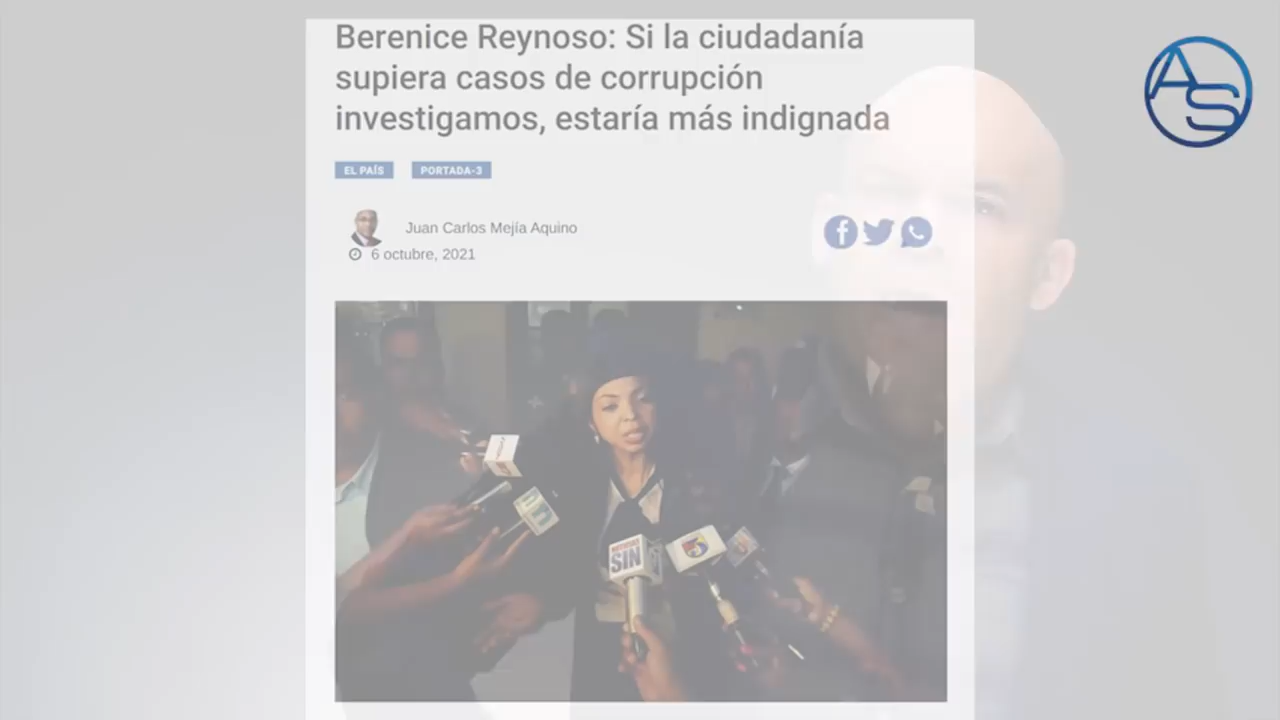 Berenice Reynoso: Si la ciudadanía
supiera casos de corrupción
investigamos, estaría más indignada
EL PAÍS
PORTADA-3
Juan Carlos Mejía Aquino
6 octubre, 2021
AS
NOTICIAS
SIN